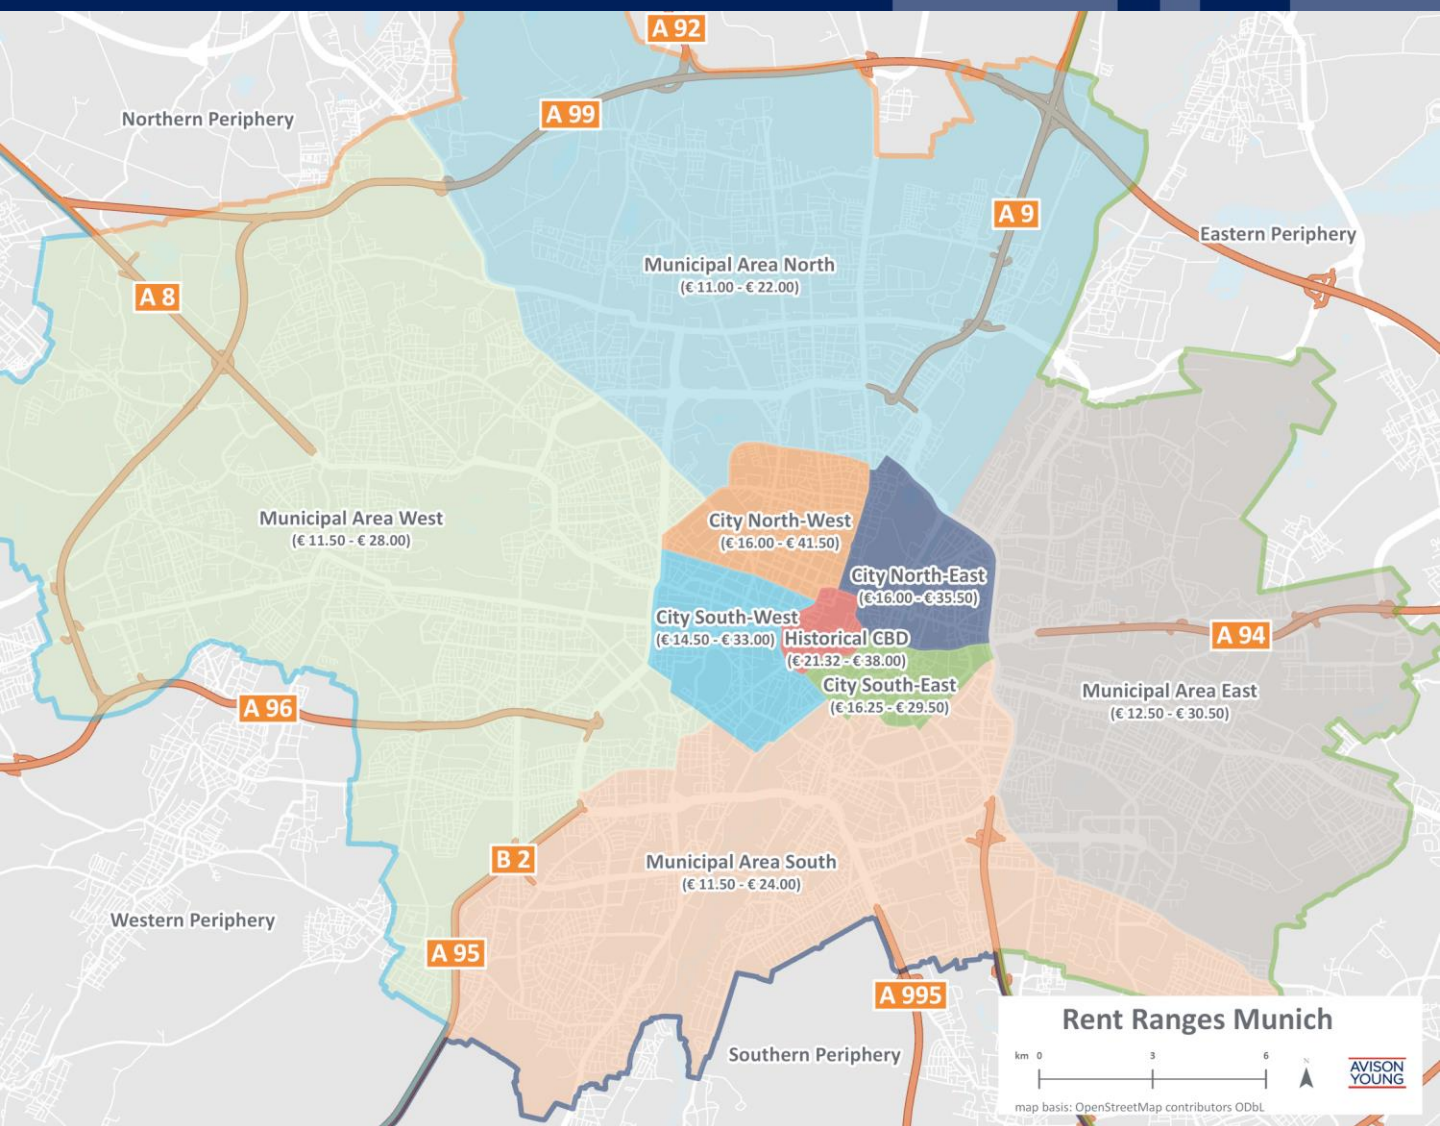 A 92
A 99
Northern Periphery
A 9
Eastern Periphery
Municipal Area North
(€ 11.00 - € 22.00)
A 8
Municipal Area West
(€ 11.50 - € 28.00)
City North-West
(€ 16.00 - € 41.50)
City North-East
(€ 16.00 - € 35.50)
City South-West
(€ 14.50 - € 33.00)
Historical CBD
(€ 21.32 - € 38.00)
A 94
City South-East
(€ 16.25 - € 29.50)
Municipal Area East
(€ 12.50 - € 30.50)
A 96
B 2
Municipal Area South
(€ 11.50 - € 24.00)
Western Periphery
A 95
A 995
Southern Periphery
Rent Ranges Munich
km 0 3 6
N
AVISON
YOUNG
map basis: OpenStreetMap contributors ODbL